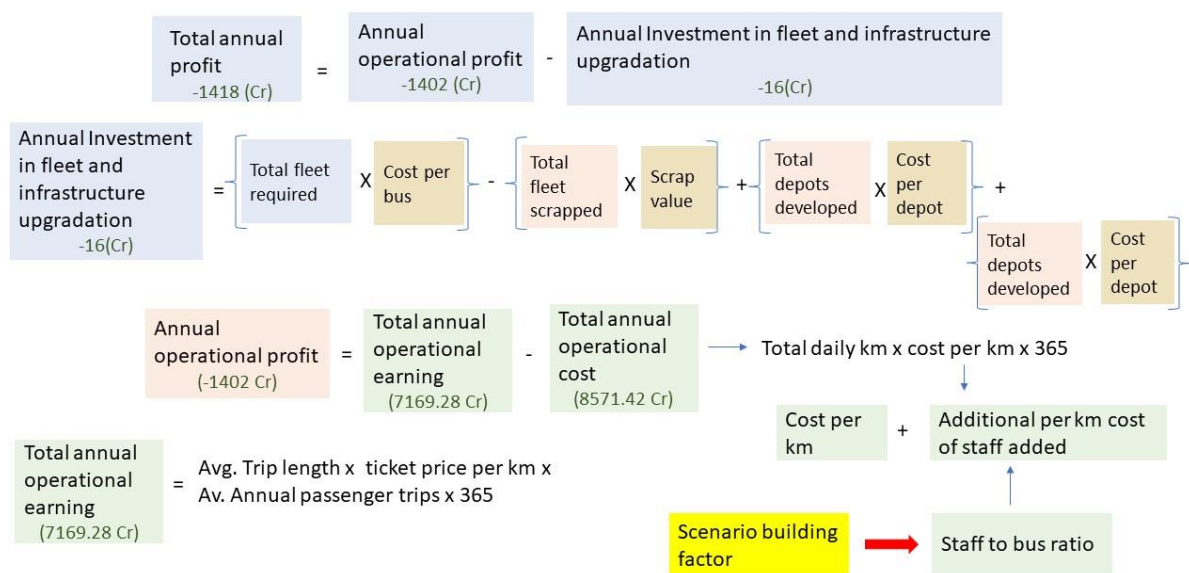 Total annual
profit
-1418 (Cr)
=
Annual
operational profit
-1402 (Cr)
-
Annual Investment in fleet and infrastructure
upgradation
-16(Cr)
Annual Investment
in fleet and
infrastructure
upgradation
-16(Cr)
=
Total fleet
required
X
Cost per
bus
-
Total
fleet
scrapped
X
Scrap
value
+
Total
depots
developed
X
Cost
per
depot
+
Total
depots
developed
X
Cost
per
depot
Annual
operational profit
(-1402 Cr)
=
Total annual
operational
earning
(7169.28 Cr)
-
Total annual
operational
cost
(8571.42 Cr)
Total daily km x cost per km x 365
Cost per
km
+
Additional per km cost
of staff added
Total annual
operational
earning
(7169.28 Cr)
=
Avg. Trip length x ticket price per km x
Av. Annual passenger trips x 365
Scenario building
factor
Staff to bus ratio